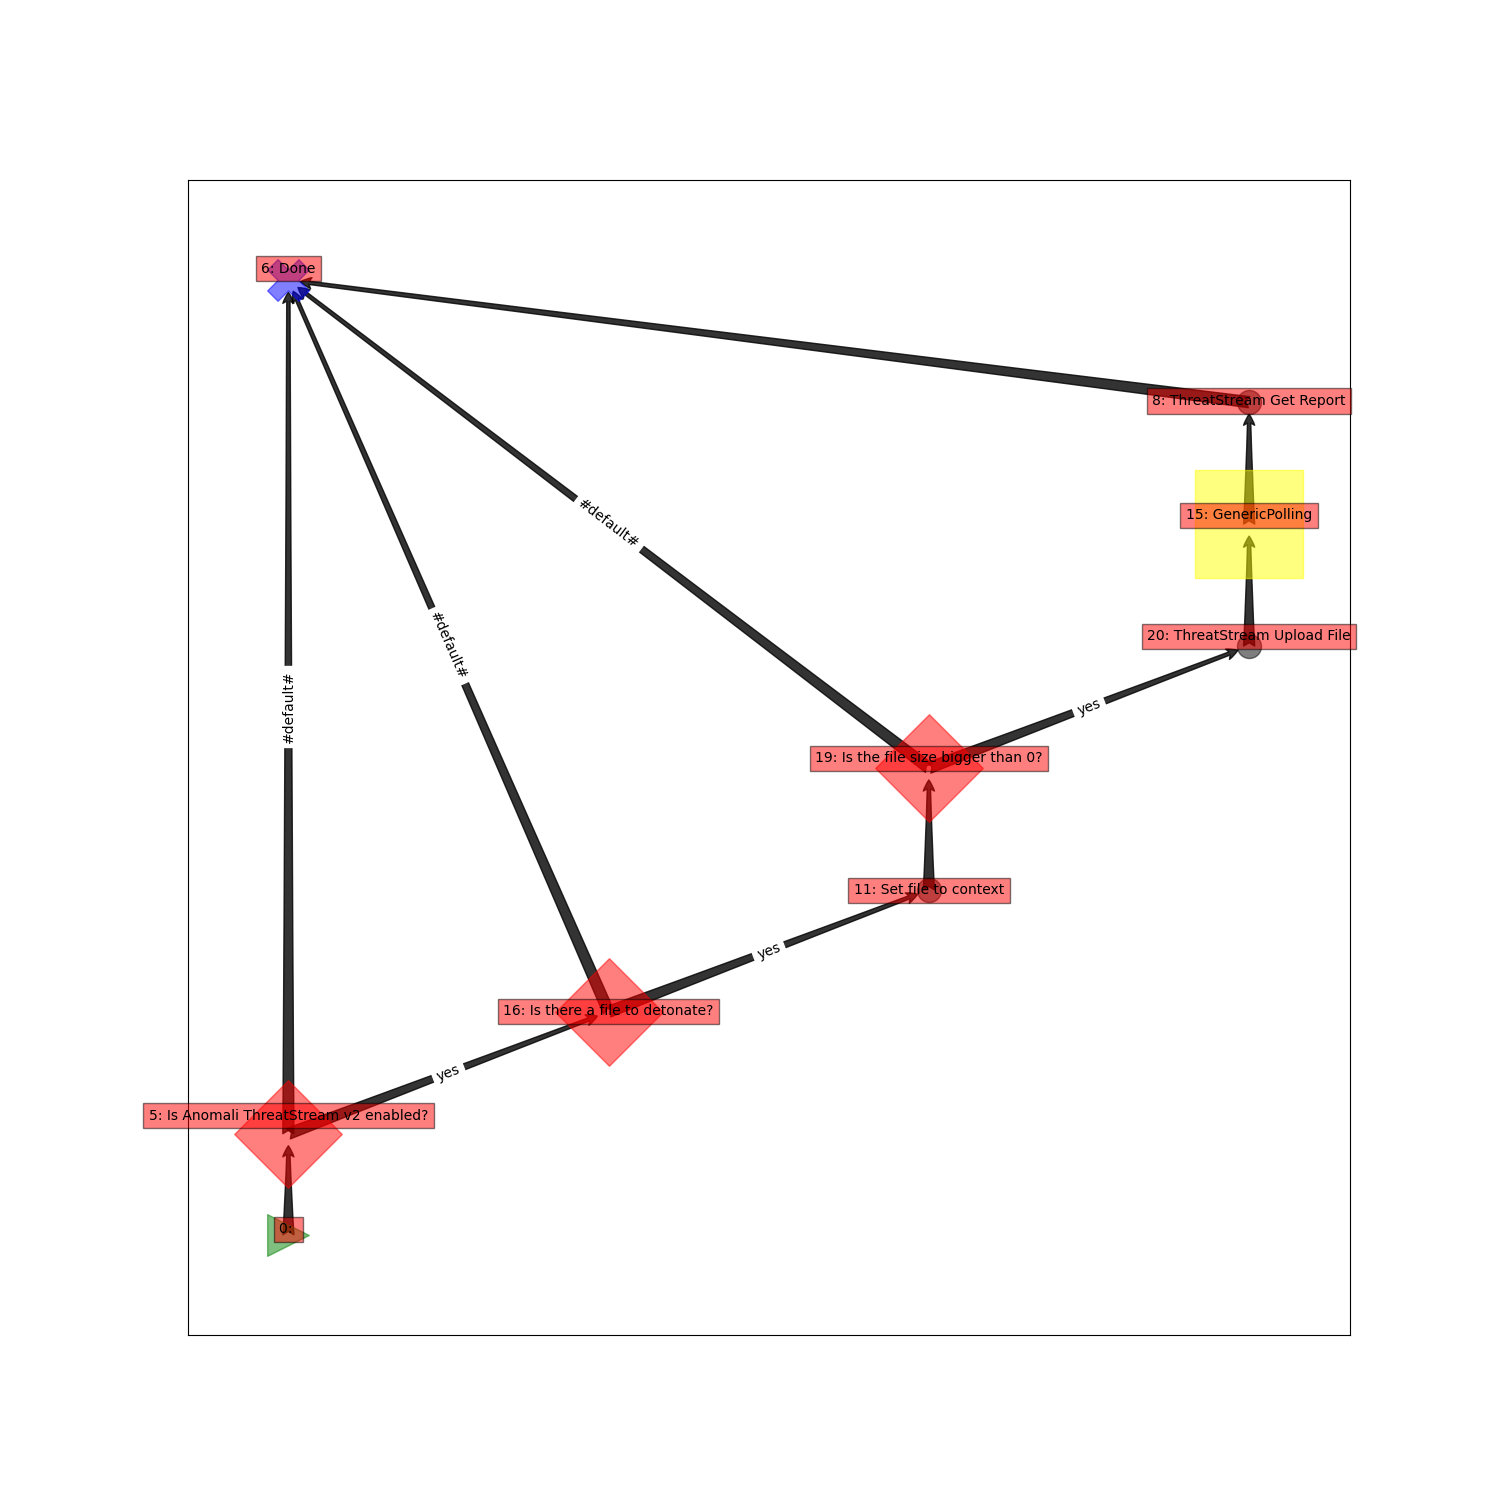 6: Done
8: ThreatStream Get Report
#default#
15: GenericPolling
#default#
20: ThreatStream Upload File
#default#
yes
19: Is the file size bigger than 0?
11: Set file to context
yes
16: Is there a file to detonate?
yes
5: Is Anomali ThreatStream v2 enabled?
0: